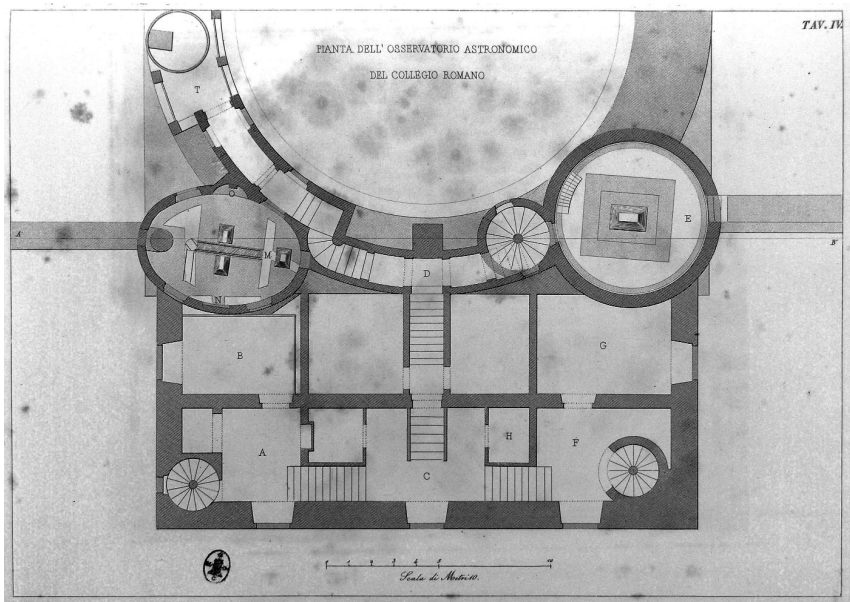 TAV. IV.
PIANTA DELL' OSSERVATORIO ASTRONOMICO
DEL COLLEGIO ROMANO
T
O
E
A'
M
D
B'
N
B
G
A
H
F
C
Scala di Metri 10.